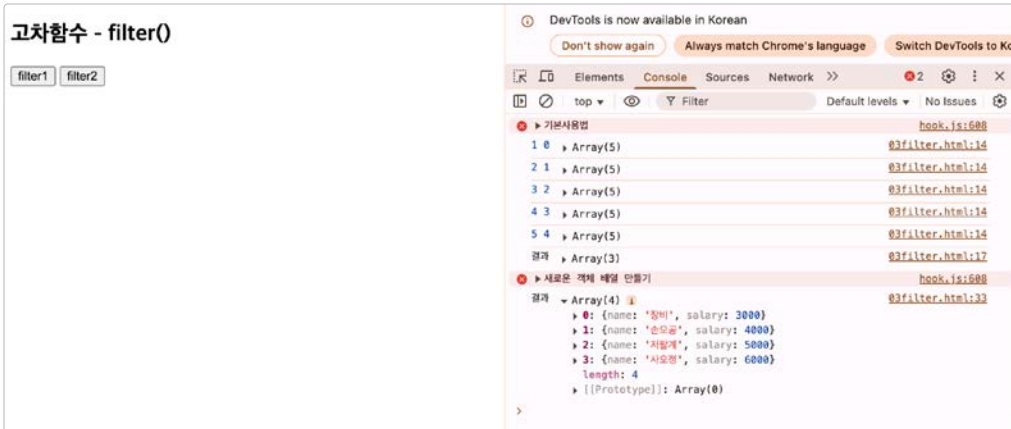 고차함수 - filter()
filter1 filter2
DevTools is now available in Korean
Don't show again Always match Chrome's language Switch DevTools to Ko
Elements Console Sources Network 2
top Filter Default levels No Issues
기본사용법 hook.js:608
1 0 Array(5) 03filter.html:14
2 1 Array(5) 03filter.html:14
3 2 Array(5) 03filter.html:14
4 3 Array(5) 03filter.html:14
5 4 Array(5) 03filter.html:14
결과 Array(3) 03filter.html:17
새로운 객체 배열 만들기 hook.js:608
결과 Array(4) i 03filter.html:33
0: {name: '장비', salary: 3000}
1: {name: '손오공', salary: 4000}
2: {name: '저팔계', salary: 5000}
3: {name: '사오정', salary: 6000}
length: 4
[[Prototype]]: Array(0)